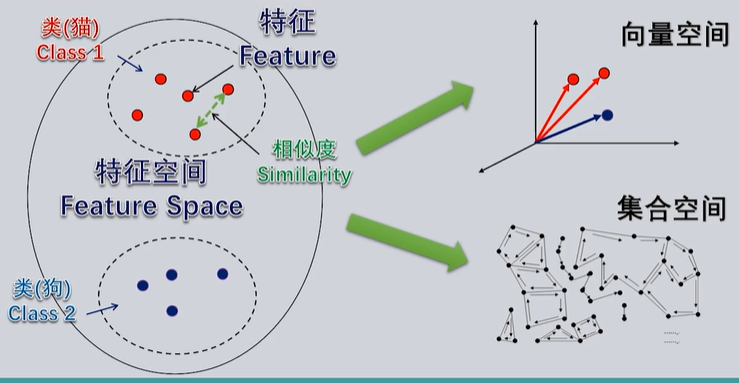 类(猫)
Class 1
特征
Feature
相似度
Similarity
特征空间
Feature Space
类(狗)
Class 2
向量空间
集合空间